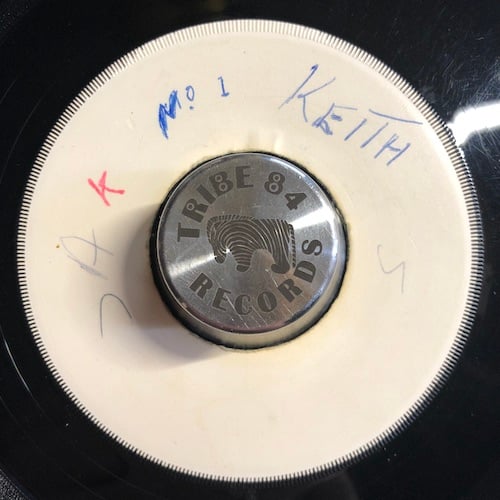 No. 1
KEITH
K
A
TRIBE 84
RECORDS